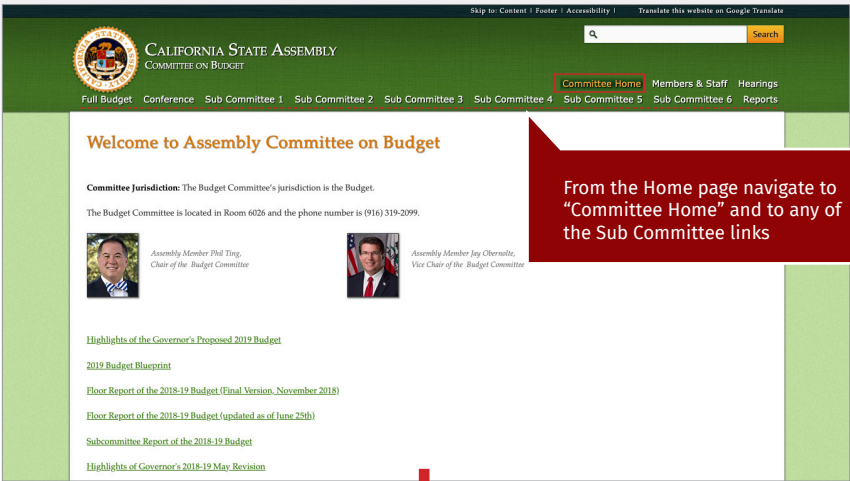 Skip to: Content | Footer | Accessibility | Translate this website on Google Translate
CALIFORNIA STATE ASSEMBLY
COMMITTEE ON BUDGET
Search
Committee Home Members & Staff Hearings
Full Budget Conference Sub Committee 1 Sub Committee 2 Sub Committee 3 Sub Committee 4 Sub Committee 5 Sub Committee 6 Reports
Welcome to Assembly Committee on Budget
Committee Jurisdiction: The Budget Committee's jurisdiction is the Budget.
The Budget Committee is located in Room 6026 and the phone number is (916) 319-2099.
From the Home page navigate to
“Committee Home” and to any of
the Sub Committee links
Assembly Member Phil Ting,
Chair of the Budget Committee
Assembly Member Jay Obernolte,
Vice Chair of the Budget Committee
Highlights of the Governor's Proposed 2019 Budget
2019 Budget Blueprint
Floor Report of the 2018-19 Budget (Final Version, November 2018)
Floor Report of the 2018-19 Budget (updated as of June 25th)
Subcommittee Report of the 2018-19 Budget
Highlights of Governor's 2018-19 May Revision